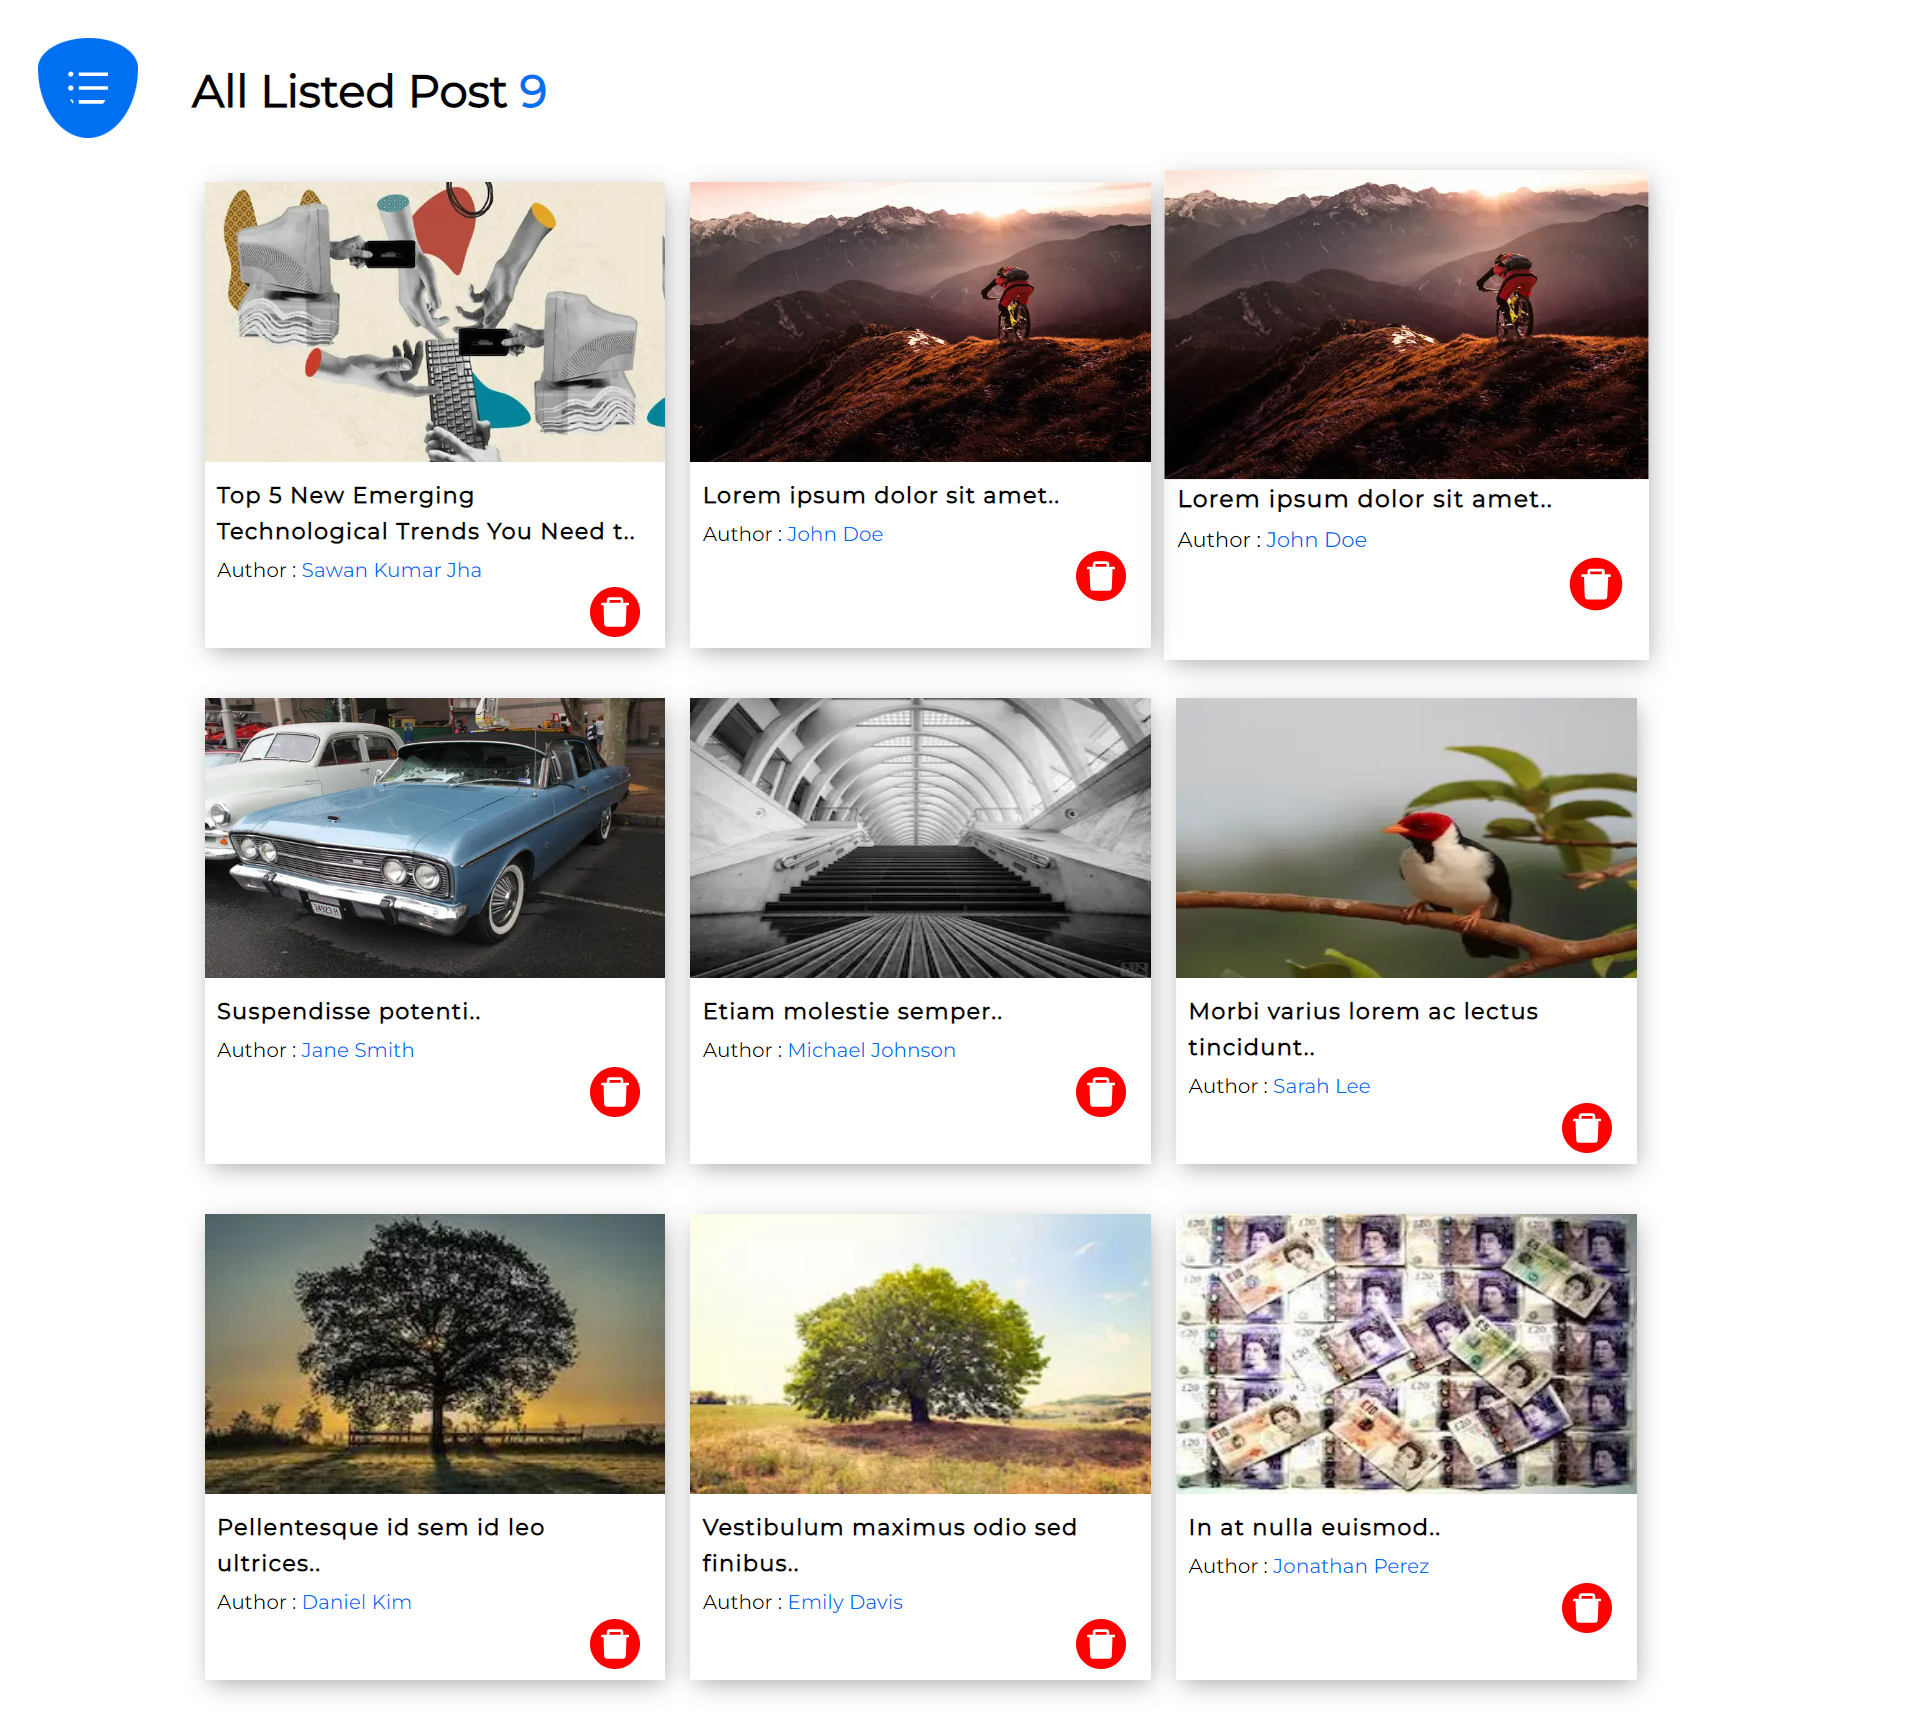 All Listed Post 9
Top 5 New Emerging
Technological Trends You Need t..
Author : Sawan Kumar Jha
Lorem ipsum dolor sit amet..
Author : John Doe
Lorem ipsum dolor sit amet..
Author : John Doe
Suspendisse potenti..
Author : Jane Smith
Etiam molestie semper..
Author : Michael Johnson
Morbi varius lorem ac lectus
tincidunt..
Author : Sarah Lee
Pellentesque id sem id leo
ultrices..
Author : Daniel Kim
Vestibulum maximus odio sed
finibus..
Author : Emily Davis
£20
£10
In at nulla euismod..
Author : Jonathan Perez